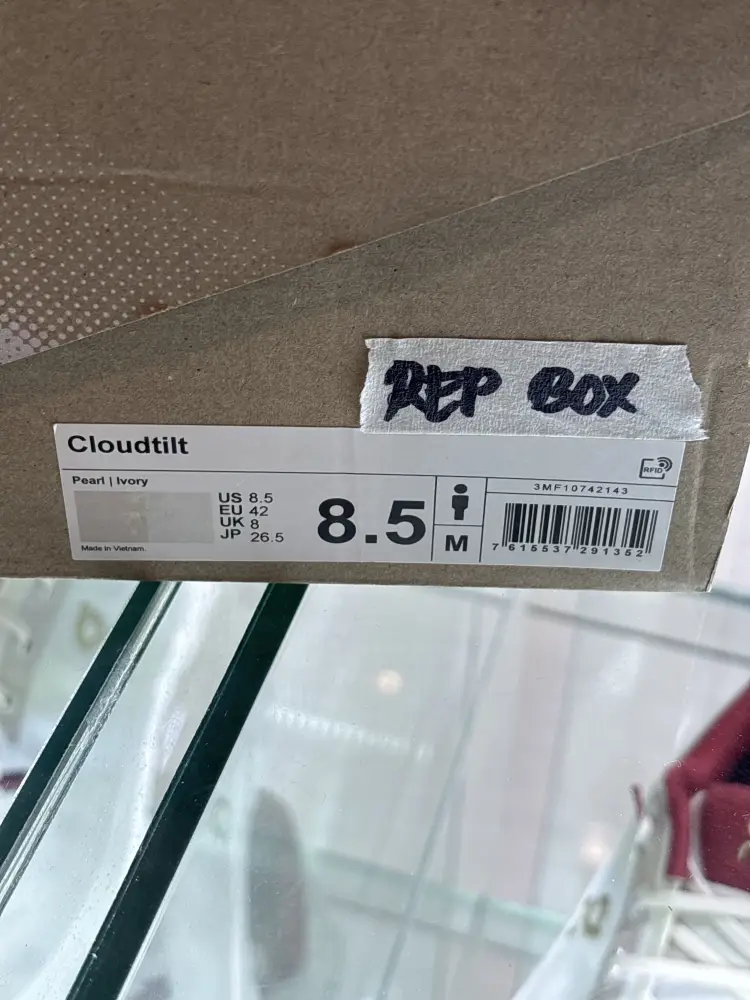 REP BOX
Cloudtilt
RFID
Pearl | Ivory
US 8.5
EU 42
UK 8
JP 26.5
8.5
M
3MF10742143
7 615537 291352
Made in Vietnam.